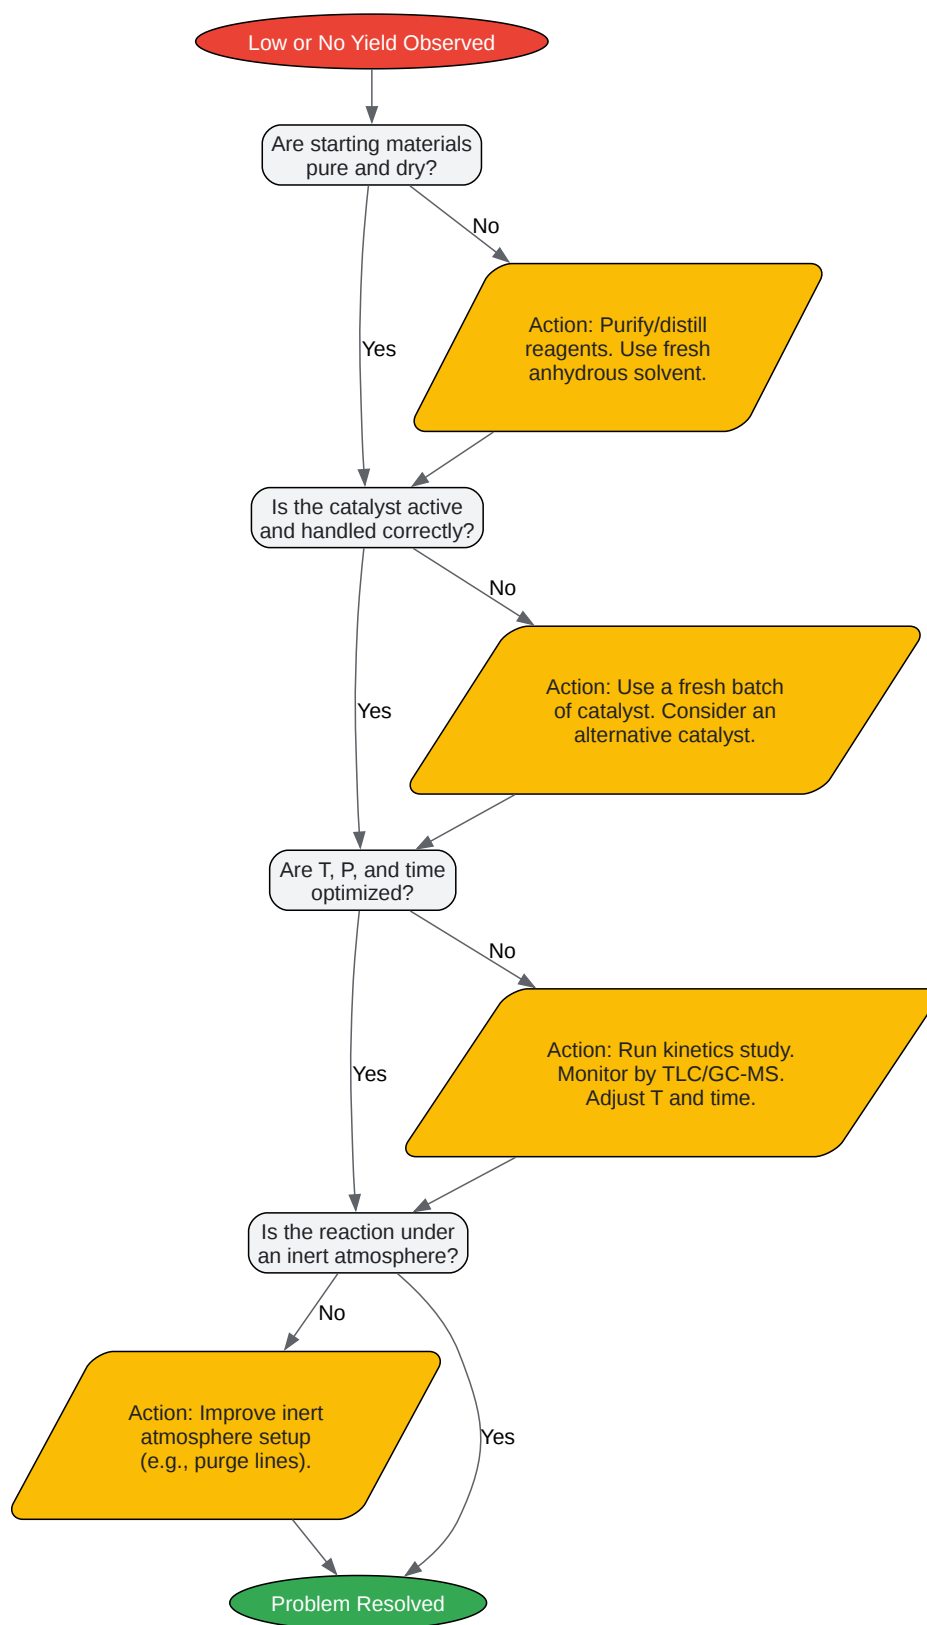 Low or No Yield Observed
Are starting materials
pure and dry?
No
Action: Purify/distill
reagents. Use fresh
anhydrous solvent.
Yes
Is the catalyst active
and handled correctly?
No
Action: Use a fresh batch
of catalyst. Consider an
alternative catalyst.
Yes
Are T, P, and time
optimized?
No
Action: Run kinetics study.
Monitor by TLC/GC-MS.
Adjust T and time.
Yes
Is the reaction under
an inert atmosphere?
No
Action: Improve inert
atmosphere setup
(e.g., purge lines).
Yes
Problem Resolved